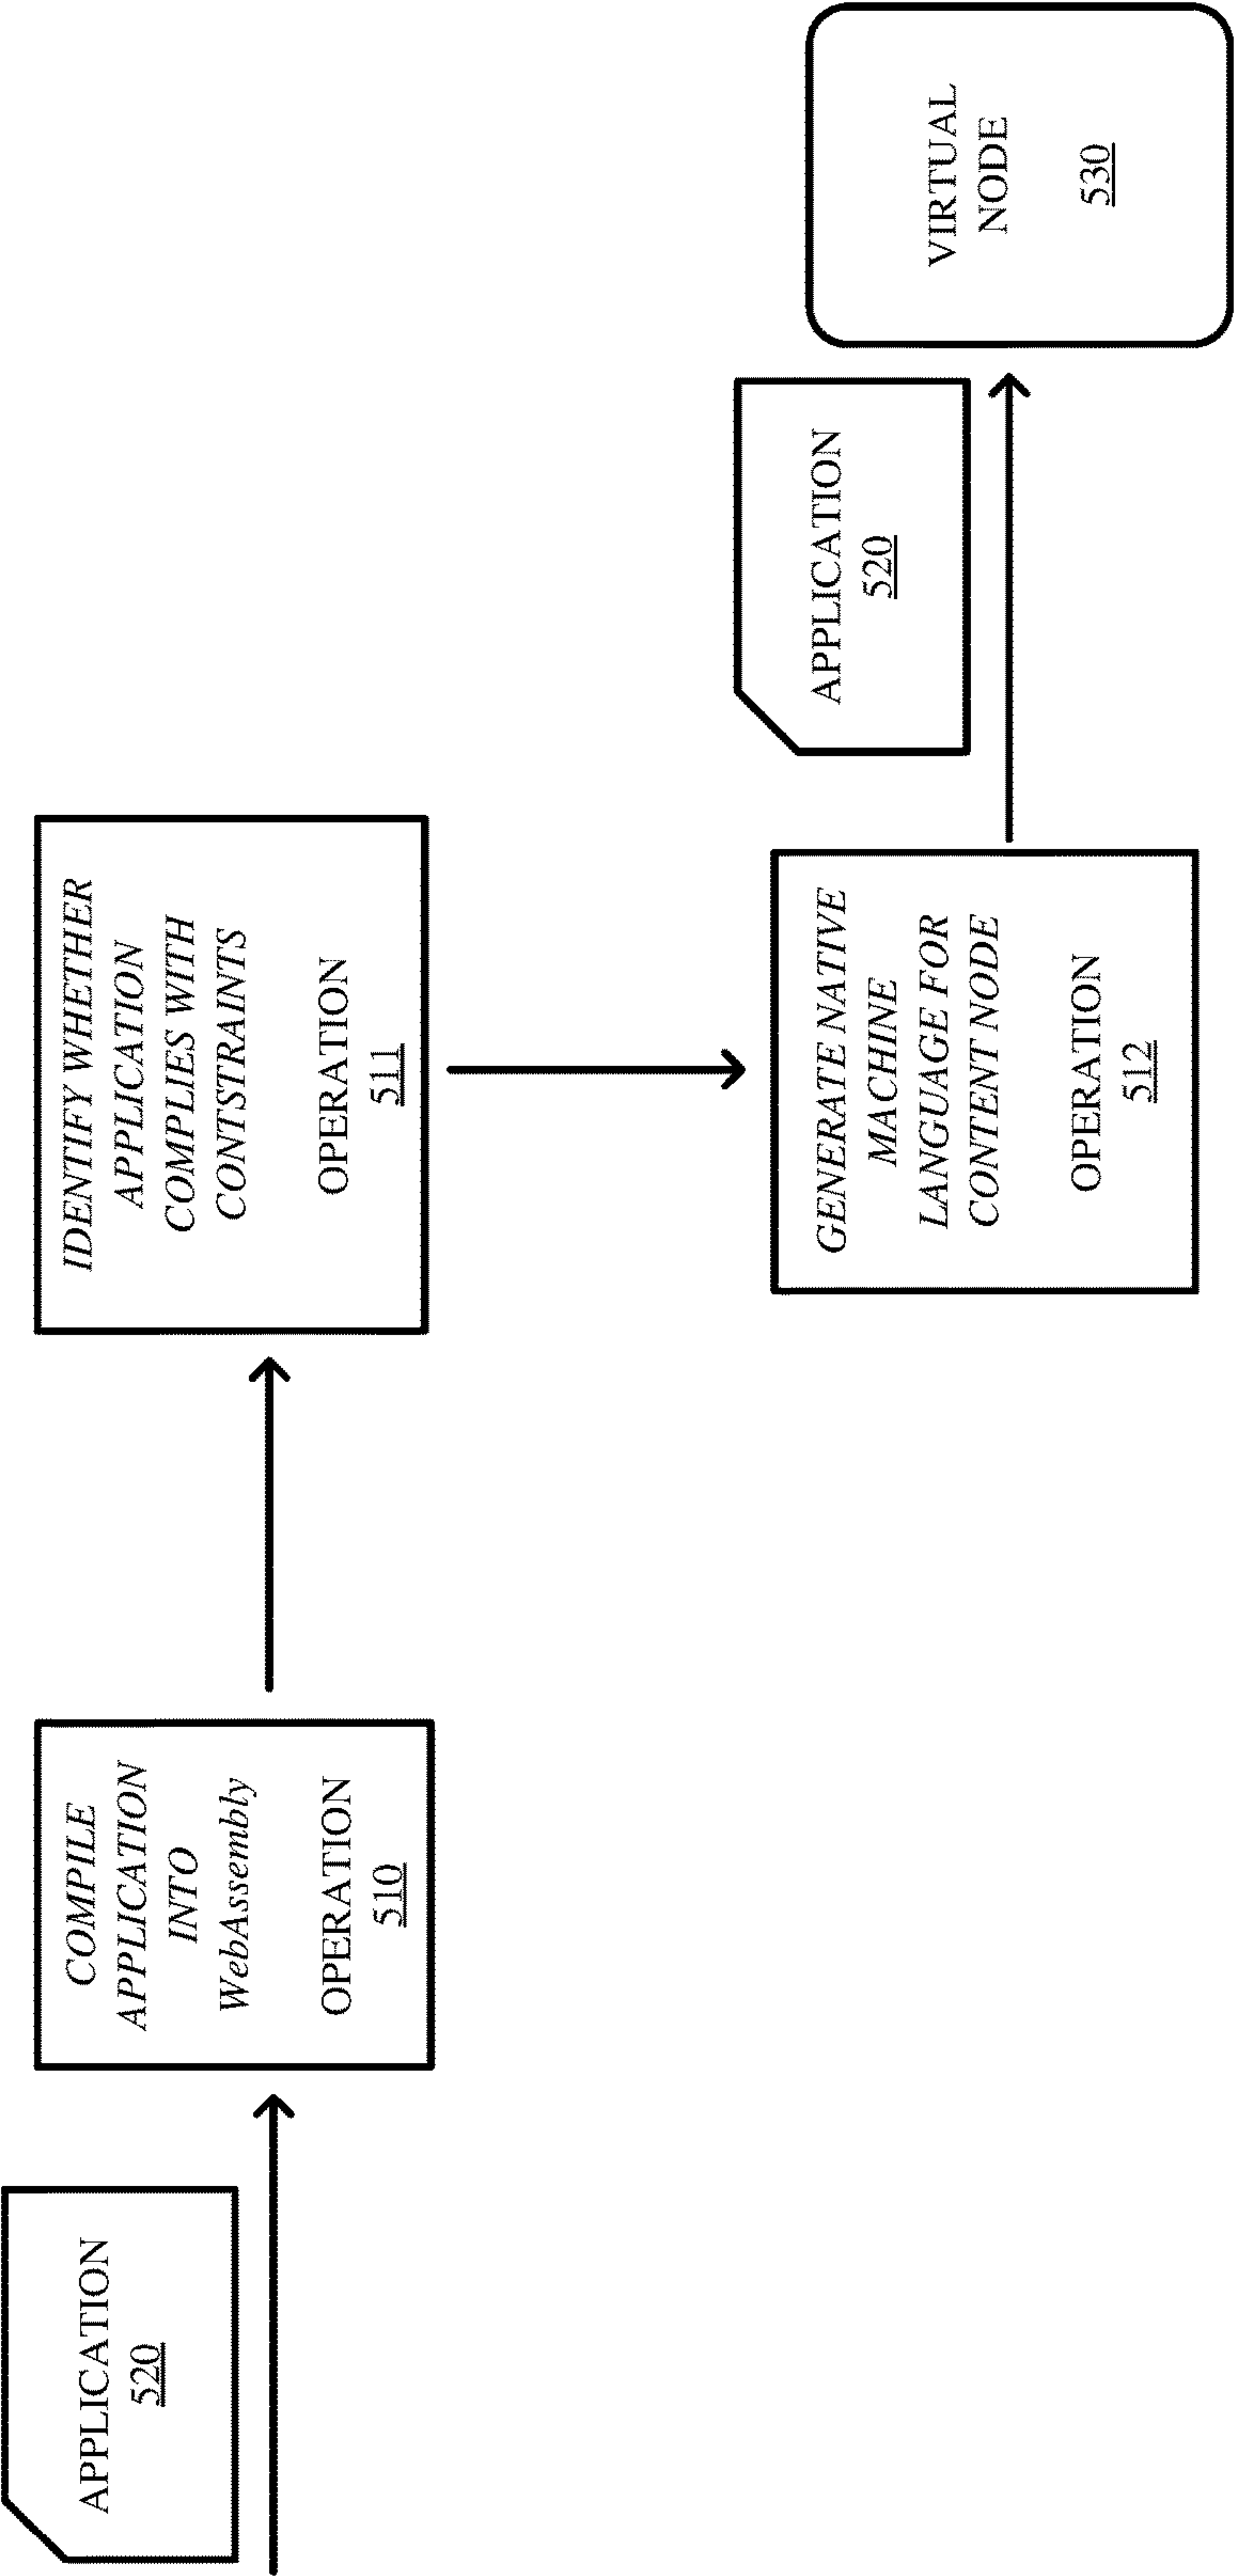 APPLICATION
520
COMPILE
APPLICATION
INTO
WebAssembly
OPERATION
510
IDENTIFY WHETHER
APPLICATION
COMPLIES WITH
CONTSTRAINTS
OPERATION
511
GENERATE NATIVE
MACHINE
LANGUAGE FOR
CONTENT NODE
OPERATION
512
APPLICATION
520
VIRTUAL
NODE
530